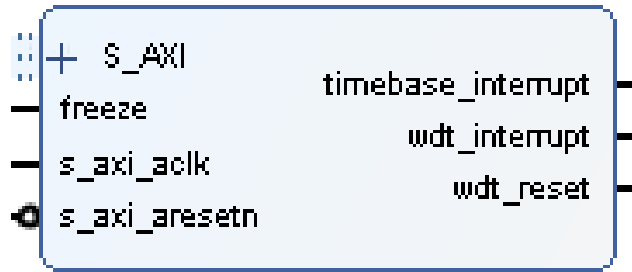 S_AXI
freeze
s_axi_aclk
s_axi_aresetn
timebase_interrupt
wdt_interrupt
wdt_reset